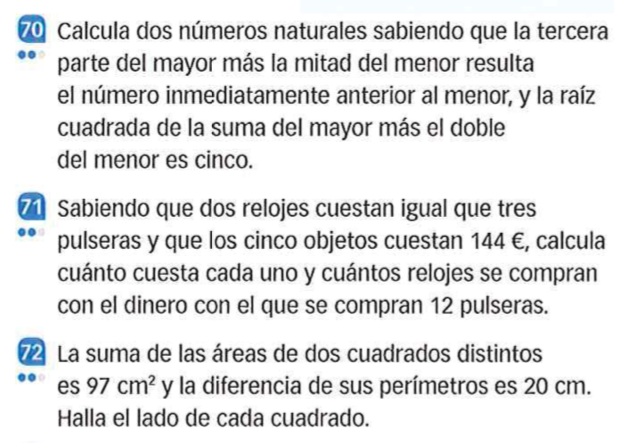 70 Calcula dos números naturales sabiendo que la tercera
parte del mayor más la mitad del menor resulta
el número inmediatamente anterior al menor, y la raíz
cuadrada de la suma del mayor más el doble
del menor es cinco.
71 Sabiendo que dos relojes cuestan igual que tres
pulseras y que los cinco objetos cuestan 144 €, calcula
cuánto cuesta cada uno y cuántos relojes se compran
con el dinero con el que se compran 12 pulseras.
72 La suma de las áreas de dos cuadrados distintos
es 97 cm² y la diferencia de sus perímetros es 20 cm.
Halla el lado de cada cuadrado.